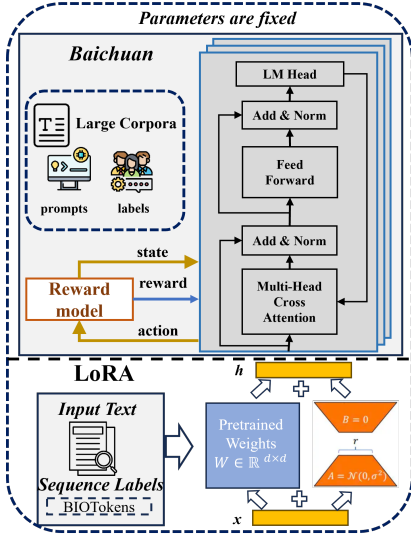 Parameters are fixed
Baichuan
T
Large Corpora
prompts
labels
LM Head
Add & Norm
Feed
Forward
Add & Norm
Multi-Head
Cross
Attention
state
Reward
model
reward
action
LoRA
Input Text
Sequence Labels
BIOTokens
h
Pretrained
Weights
W ∈ ℝ^{d×d}
B = 0
r
A = 𝒩(0, σ²)
x